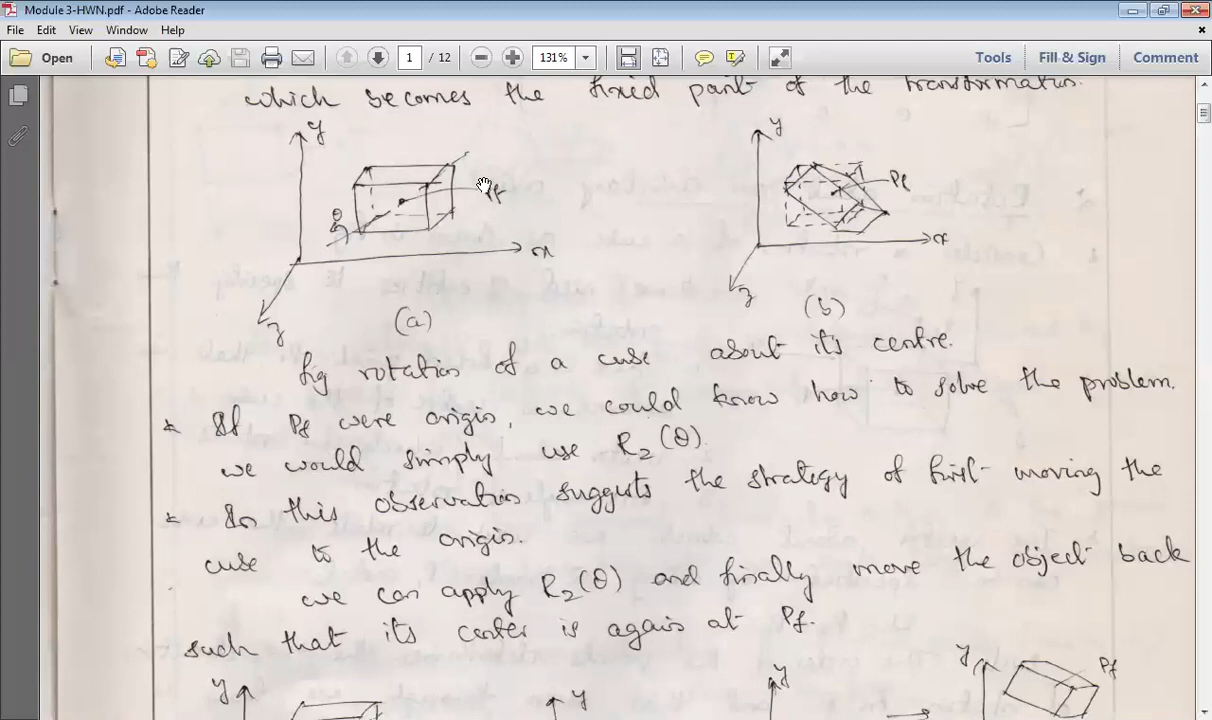 Module 3-HWN.pdf - Adobe Reader
File Edit View Window Help
Open 1 / 12 131% Tools Fill & Sign Comment
which becomes the fixed part of the transformation.
y y
Pf Pf
θ
x x
z z
(a) (b)
fig rotation of a cube about its centre.
* If Pf were origin, we could know how to solve the problem.
we would simply use Rz(θ).
* So this observation suggests the strategy of first moving the
cube to the origin.
we can apply Rz(θ) and finally move the object back
such that its center is again at Pf.
y y y y Pf